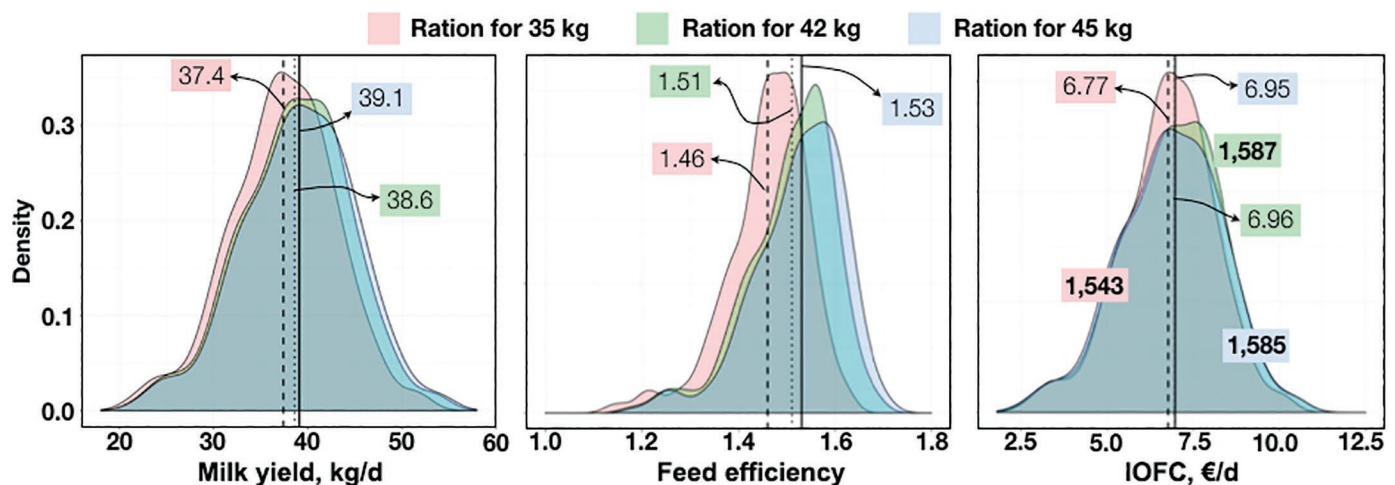 Ration for 35 kg Ration for 42 kg Ration for 45 kg
Density
0.3
0.2
0.1
0.0
37.4
39.1
38.6
20 30 40 50 60
Milk yield, kg/d
1.51
1.53
1.46
1.0 1.2 1.4 1.6 1.8
Feed efficiency
6.77
6.95
1,587
6.96
1,543
1,585
2.5 5.0 7.5 10.0 12.5
IOFC, €/d